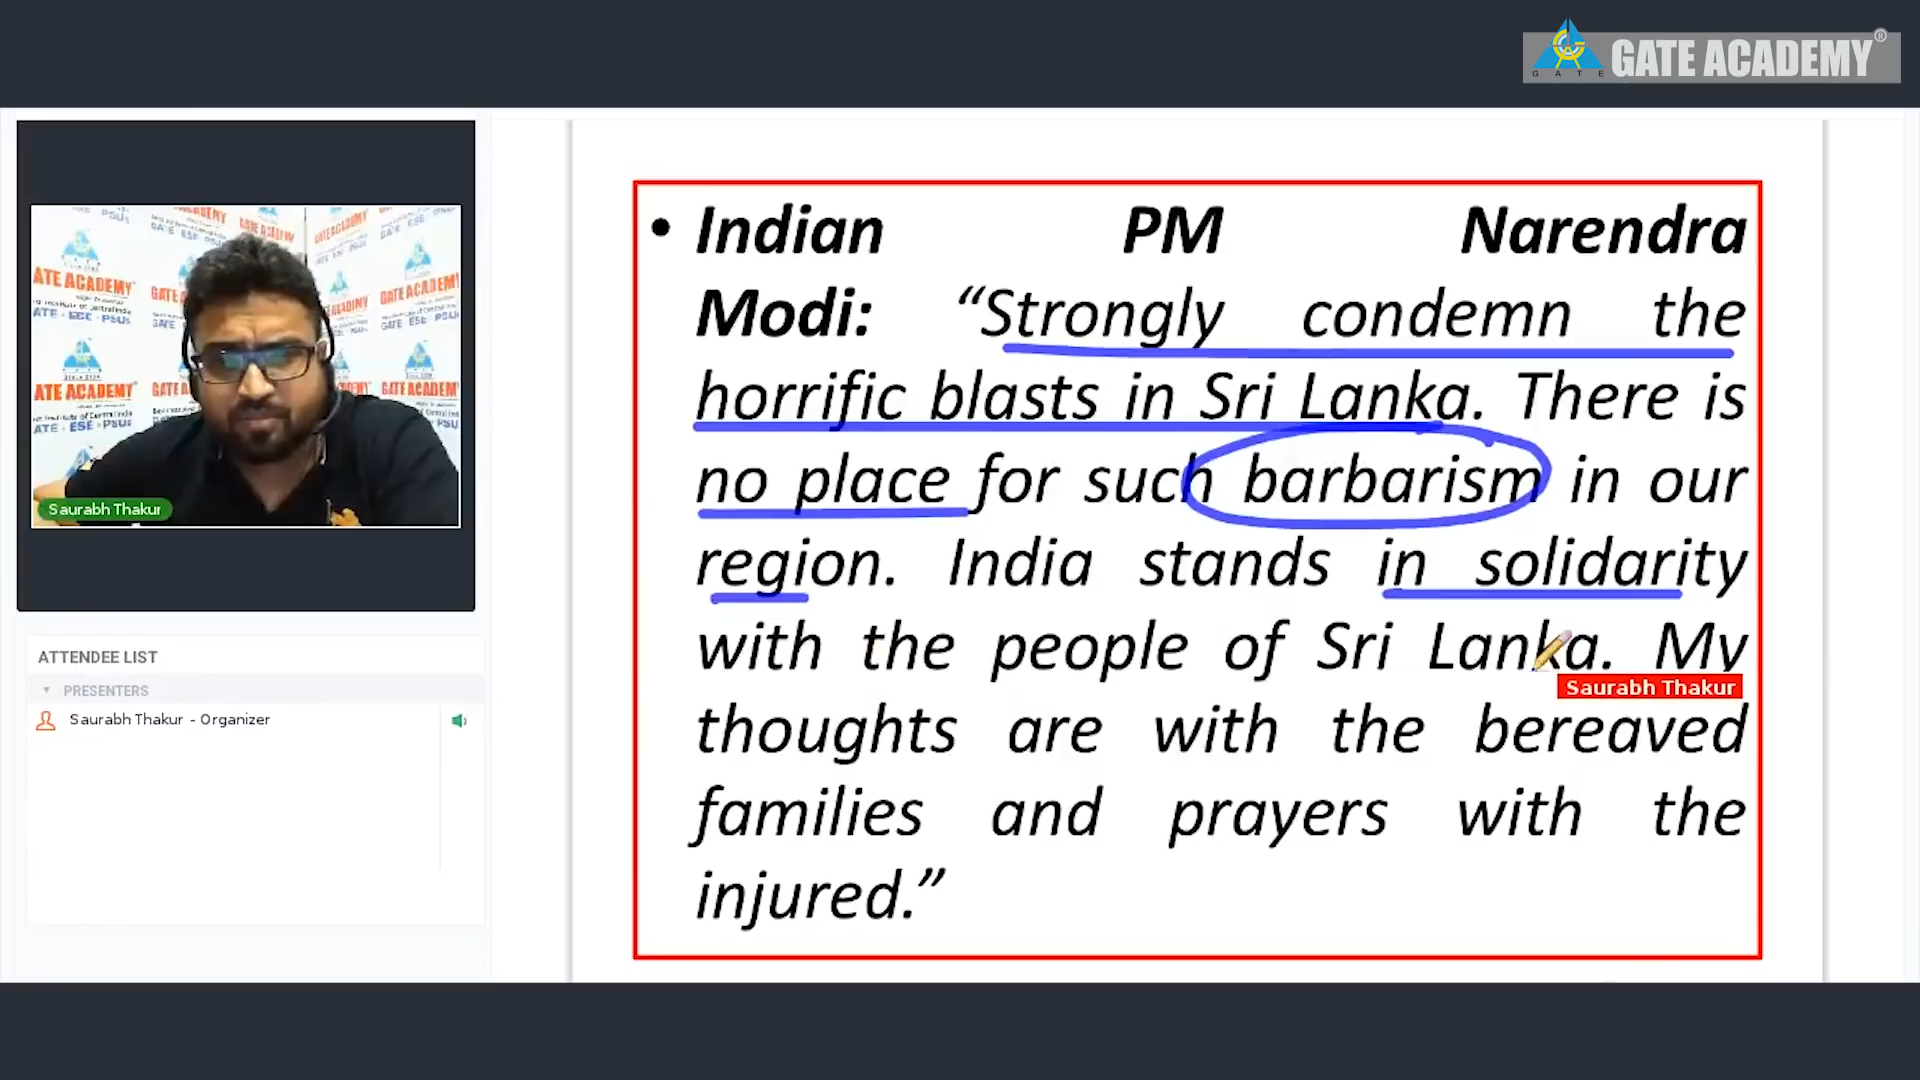 GATE ACADEMY®
GATE
Saurabh Thakur
ATTENDEE LIST
PRESENTERS
Saurabh Thakur - Organizer
• Indian PM Narendra
Modi: “Strongly condemn the
horrific blasts in Sri Lanka. There is
no place for such barbarism in our
region. India stands in solidarity
with the people of Sri Lanka. My
Saurabh Thakur
thoughts are with the bereaved
families and prayers with the
injured.”